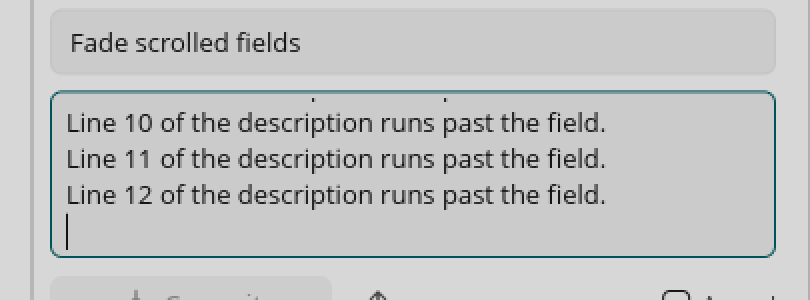 Fade scrolled fields
Line 10 of the description runs past the field.
Line 11 of the description runs past the field.
Line 12 of the description runs past the field.